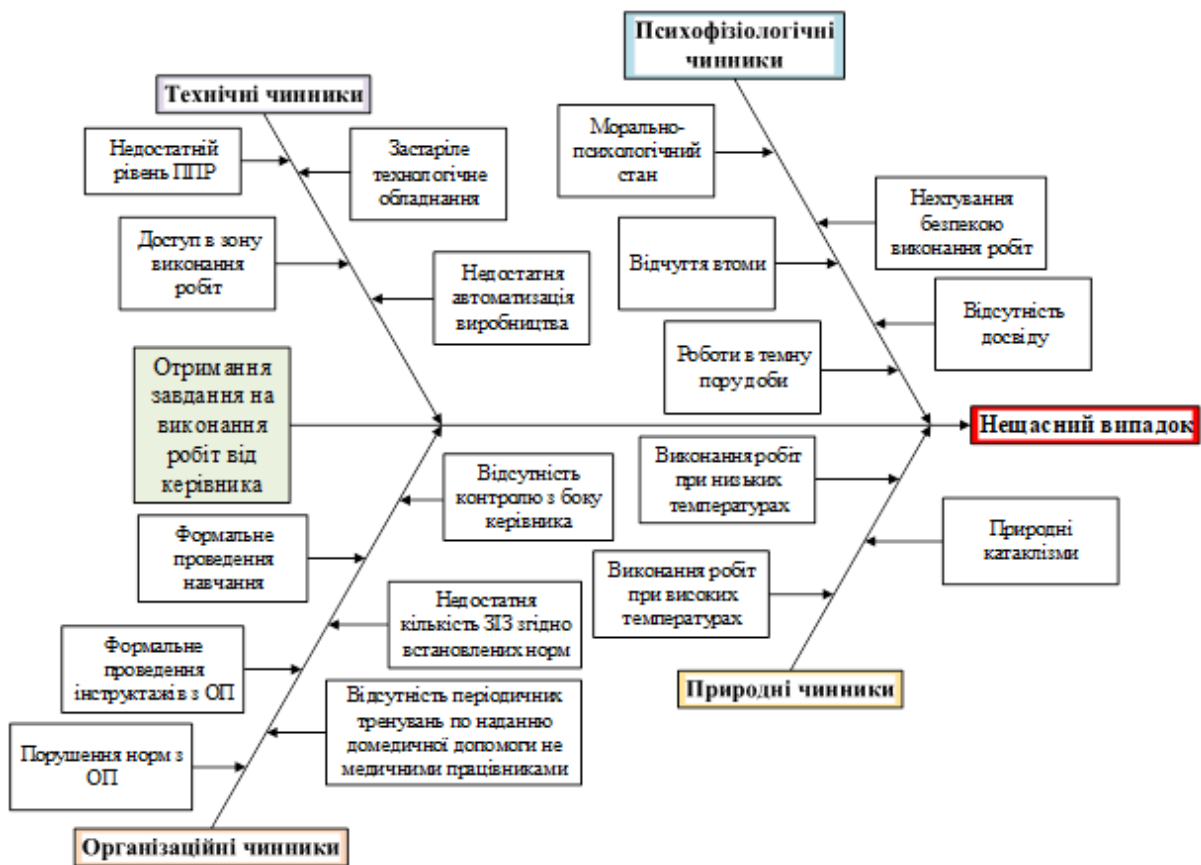 Психофізіологічні
чинники
Технічні чинники
Недостатній
рівень ППР
Застаріле
технологічне
обладнання
Морально-
психологічний
стан
Нехтування
безпекою
виконання робіт
Доступ в зону
виконання
робіт
Відчуття втоми
Недостатня
автоматизація
виробництва
Відсутність
досвіду
Роботи в темну
пору доби
Отримання
завдання на
виконання
робіт від
керівника
Нещасний випадок
Відсутність
контролю з боку
керівника
Виконання робіт
при низьких
температурах
Природні
катаклізми
Формальне
проведення
навчання
Виконання робіт
при високих
температурах
Недостатня
кількість ЗІЗ згідно
встановлених норм
Формальне
проведення
інструктажів з ОП
Природні чинники
Відсутність періодичних
тренувань по наданню
домедичної допомоги не
медичними працівниками
Порушення норм з
ОП
Організаційні чинники